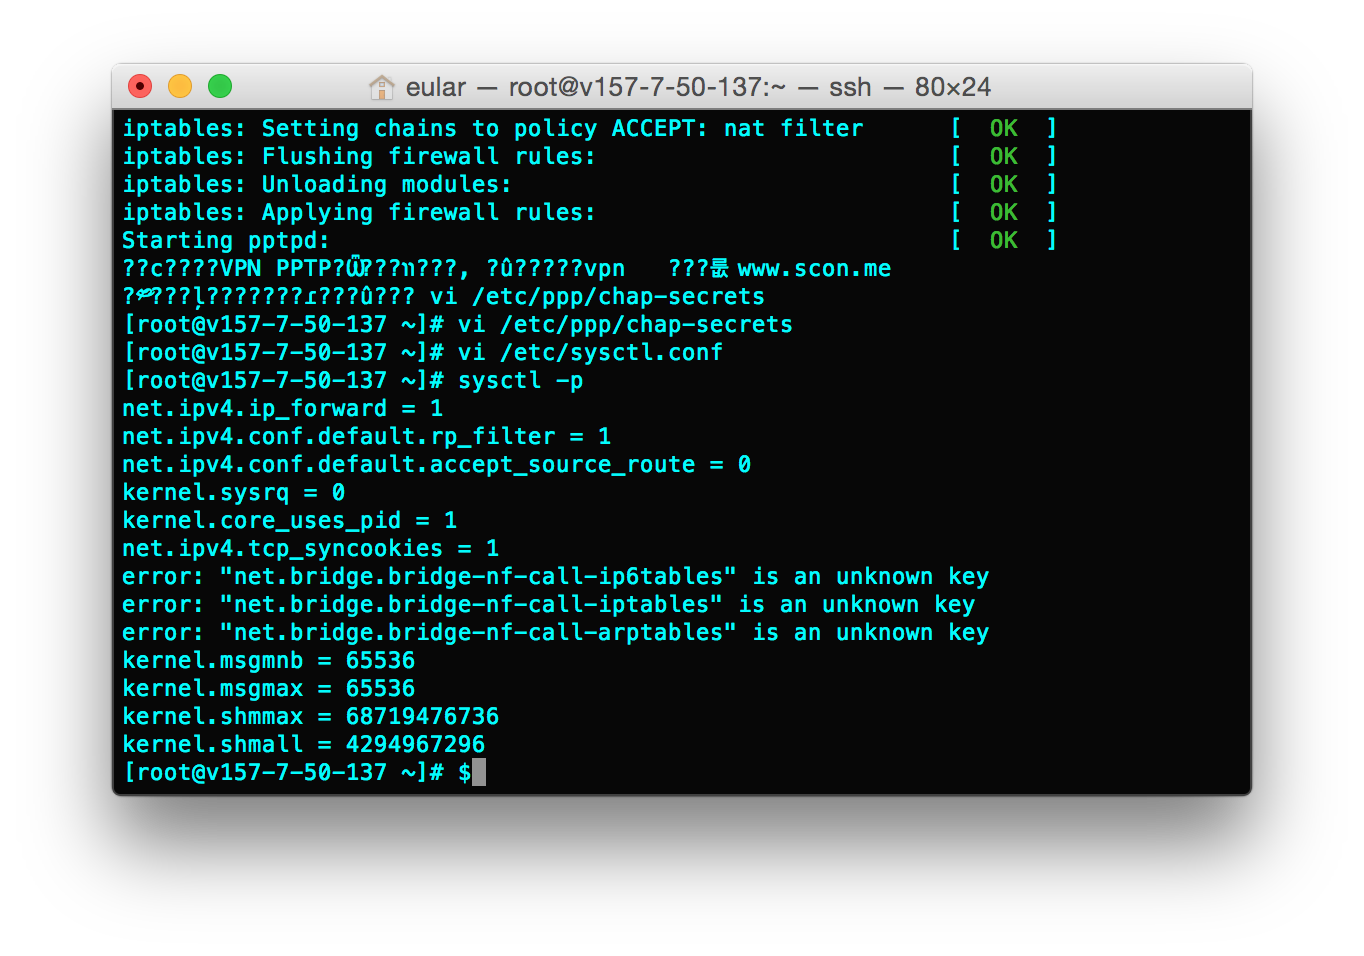 eular — root@v157-7-50-137:~ — ssh — 80×24
iptables: Setting chains to policy ACCEPT: nat filter [ OK ]
iptables: Flushing firewall rules: [ OK ]
iptables: Unloading modules: [ OK ]
iptables: Applying firewall rules: [ OK ]
Starting pptpd: [ OK ]
??c????VPN PPTP? ?û?????vpn www.scon.me
vi /etc/ppp/chap-secrets
[root@v157-7-50-137 ~]# vi /etc/ppp/chap-secrets
[root@v157-7-50-137 ~]# vi /etc/sysctl.conf
[root@v157-7-50-137 ~]# sysctl -p
net.ipv4.ip_forward = 1
net.ipv4.conf.default.rp_filter = 1
net.ipv4.conf.default.accept_source_route = 0
kernel.sysrq = 0
kernel.core_uses_pid = 1
net.ipv4.tcp_syncookies = 1
error: "net.bridge.bridge-nf-call-ip6tables" is an unknown key
error: "net.bridge.bridge-nf-call-iptables" is an unknown key
error: "net.bridge.bridge-nf-call-arptables" is an unknown key
kernel.msgmnb = 65536
kernel.msgmax = 65536
kernel.shmmax = 68719476736
kernel.shmall = 4294967296
[root@v157-7-50-137 ~]# $